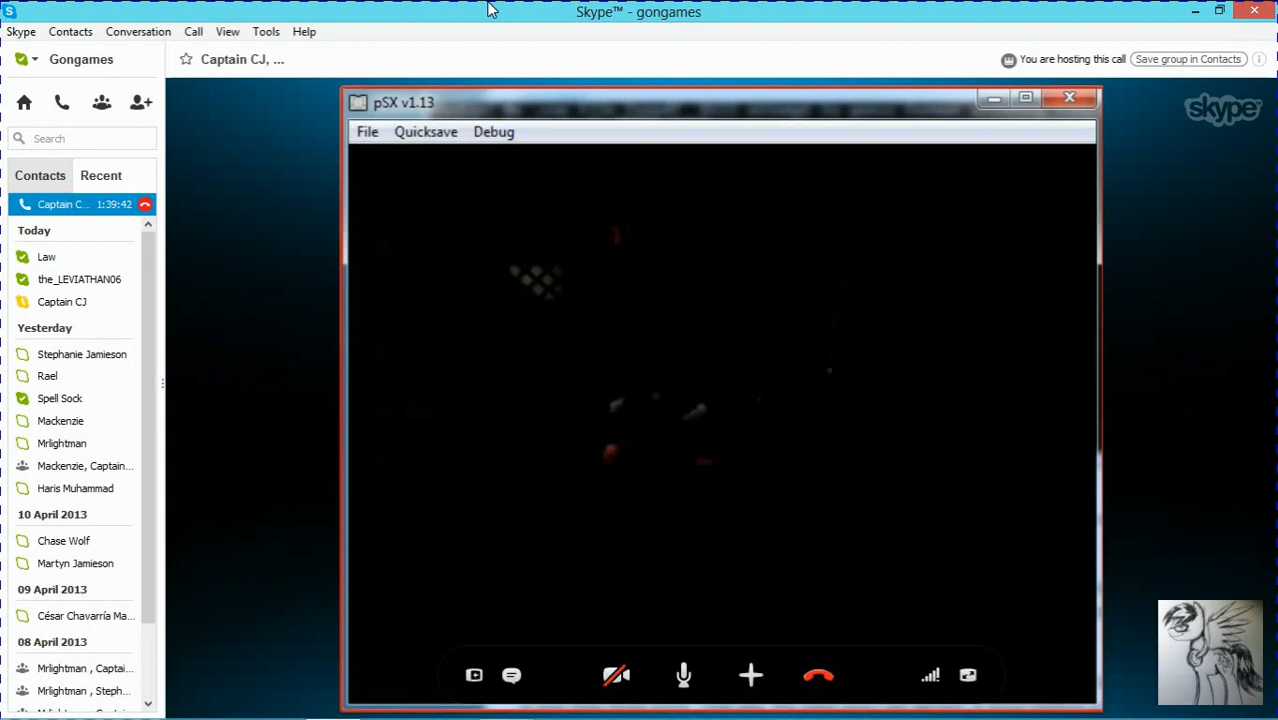 Skype™ - gongames
Skype Contacts Conversation Call View Tools Help
Gongames
Captain CJ, ...
You are hosting this call
Save group in Contacts
skype
Search
Contacts Recent
Captain C... 1:39:42
Today
Law
the_LEVIATHAN06
Captain CJ
Yesterday
Stephanie Jamieson
Rael
Spell Sock
Mackenzie
Mrlightman
Mackenzie, Captain...
Haris Muhammad
10 April 2013
Chase Wolf
Martyn Jamieson
09 April 2013
César Chavarría Ma...
08 April 2013
Mrlightman , Captai...
Mrlightman , Steph...
pSX v1.13
File Quicksave Debug